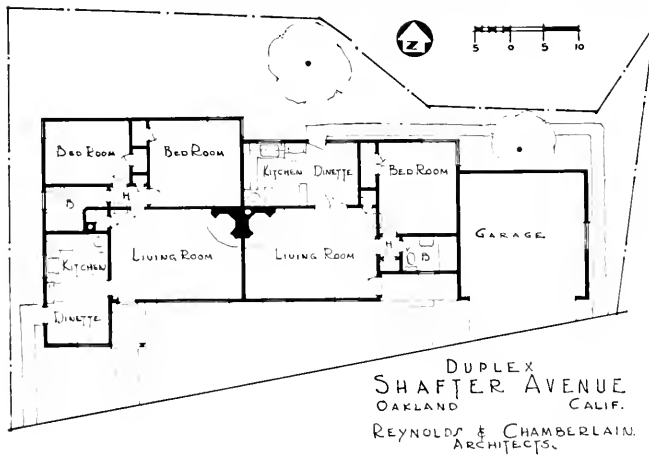 N
5 0 5 10
BED ROOM
BED ROOM
KITCHEN DINETTE
BED ROOM
B
H
GARAGE
LIVING ROOM
LIVING ROOM
H
B
KITCHEN
DINETTE
DUPLEX
SHAFTER AVENUE
OAKLAND CALIF.
REYNOLDS & CHAMBERLAIN.
ARCHITECTS.